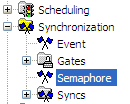 Scheduling
Synchronization
Event
Gates
Semaphore
Syncs